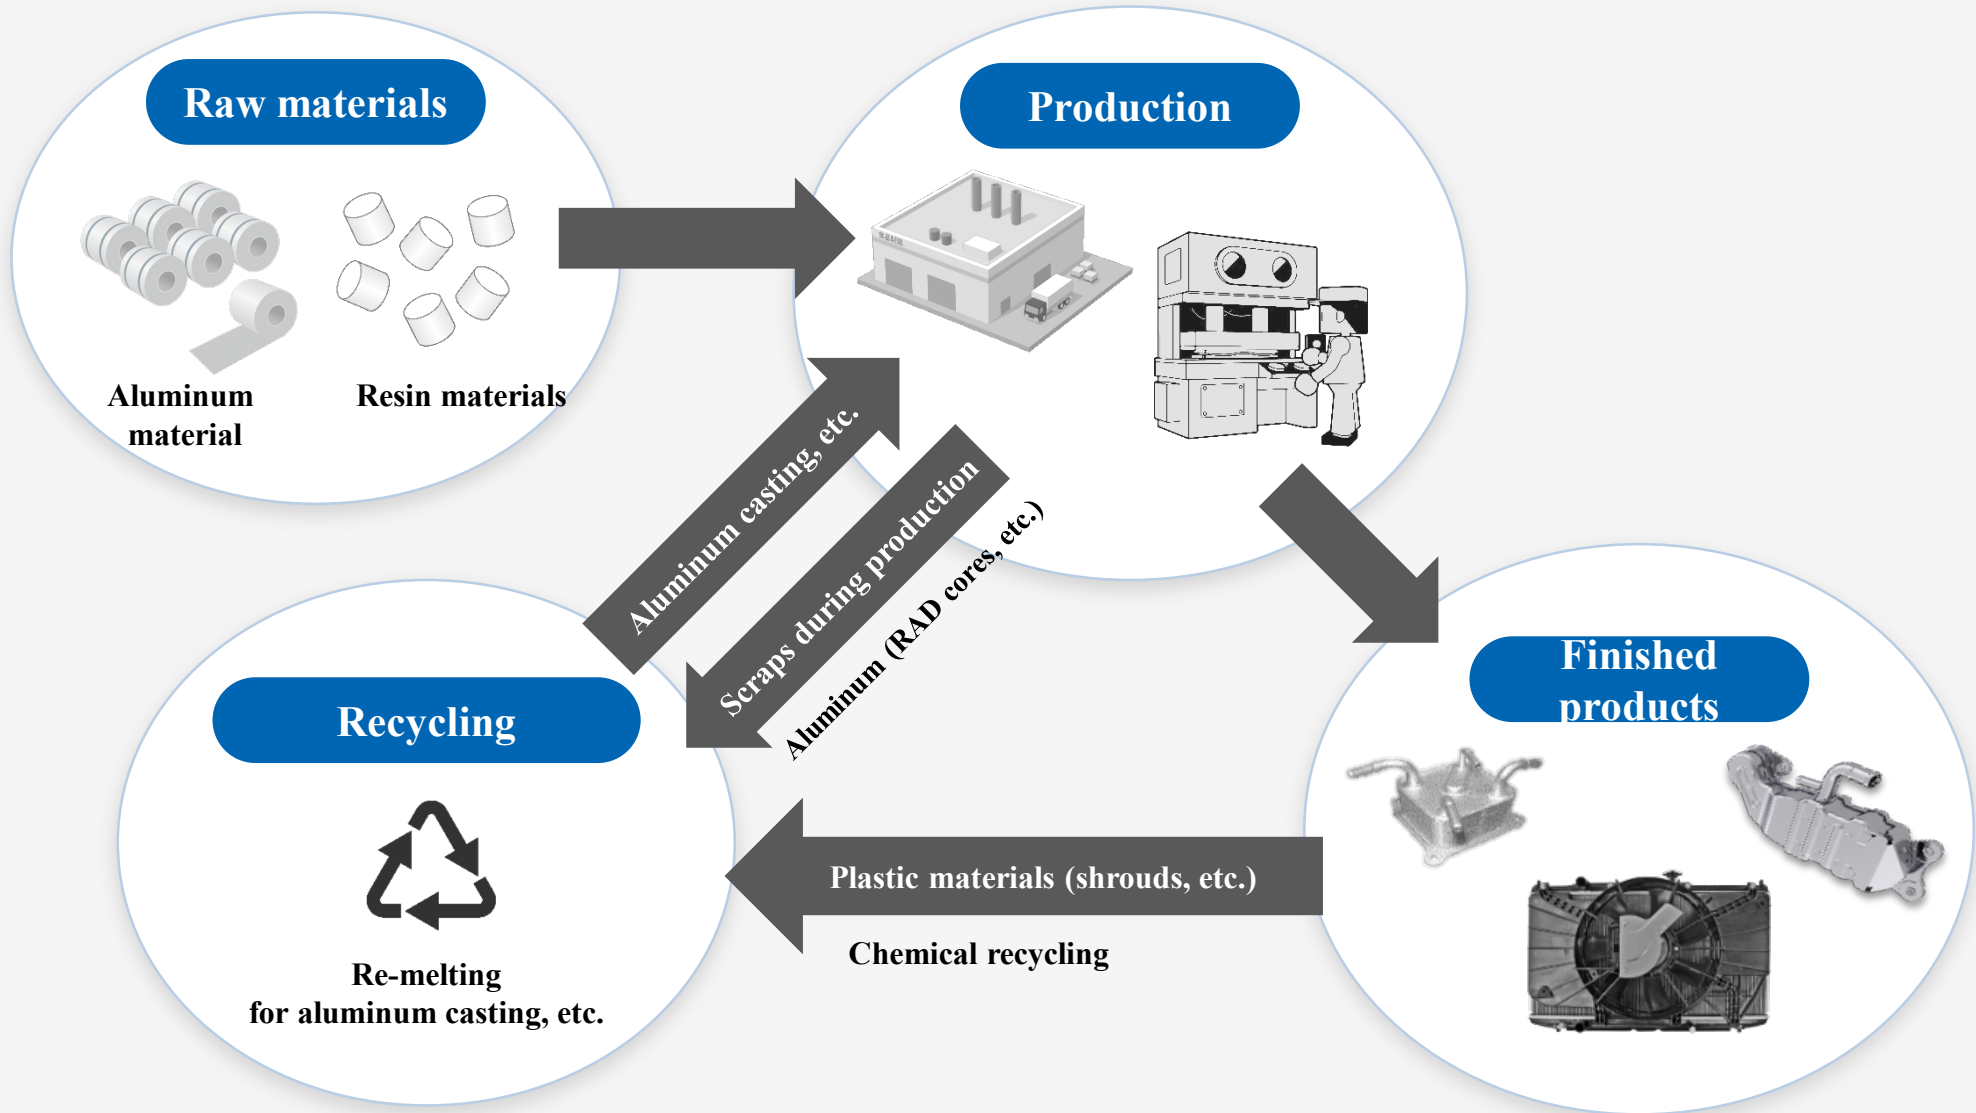 Raw materials
Aluminum
material
Resin materials
Production
Aluminum casting, etc.
Scraps during production
Aluminum (RAD cores, etc.)
Finished
products
Recycling
Re-melting
for aluminum casting, etc.
Plastic materials (shrouds, etc.)
Chemical recycling